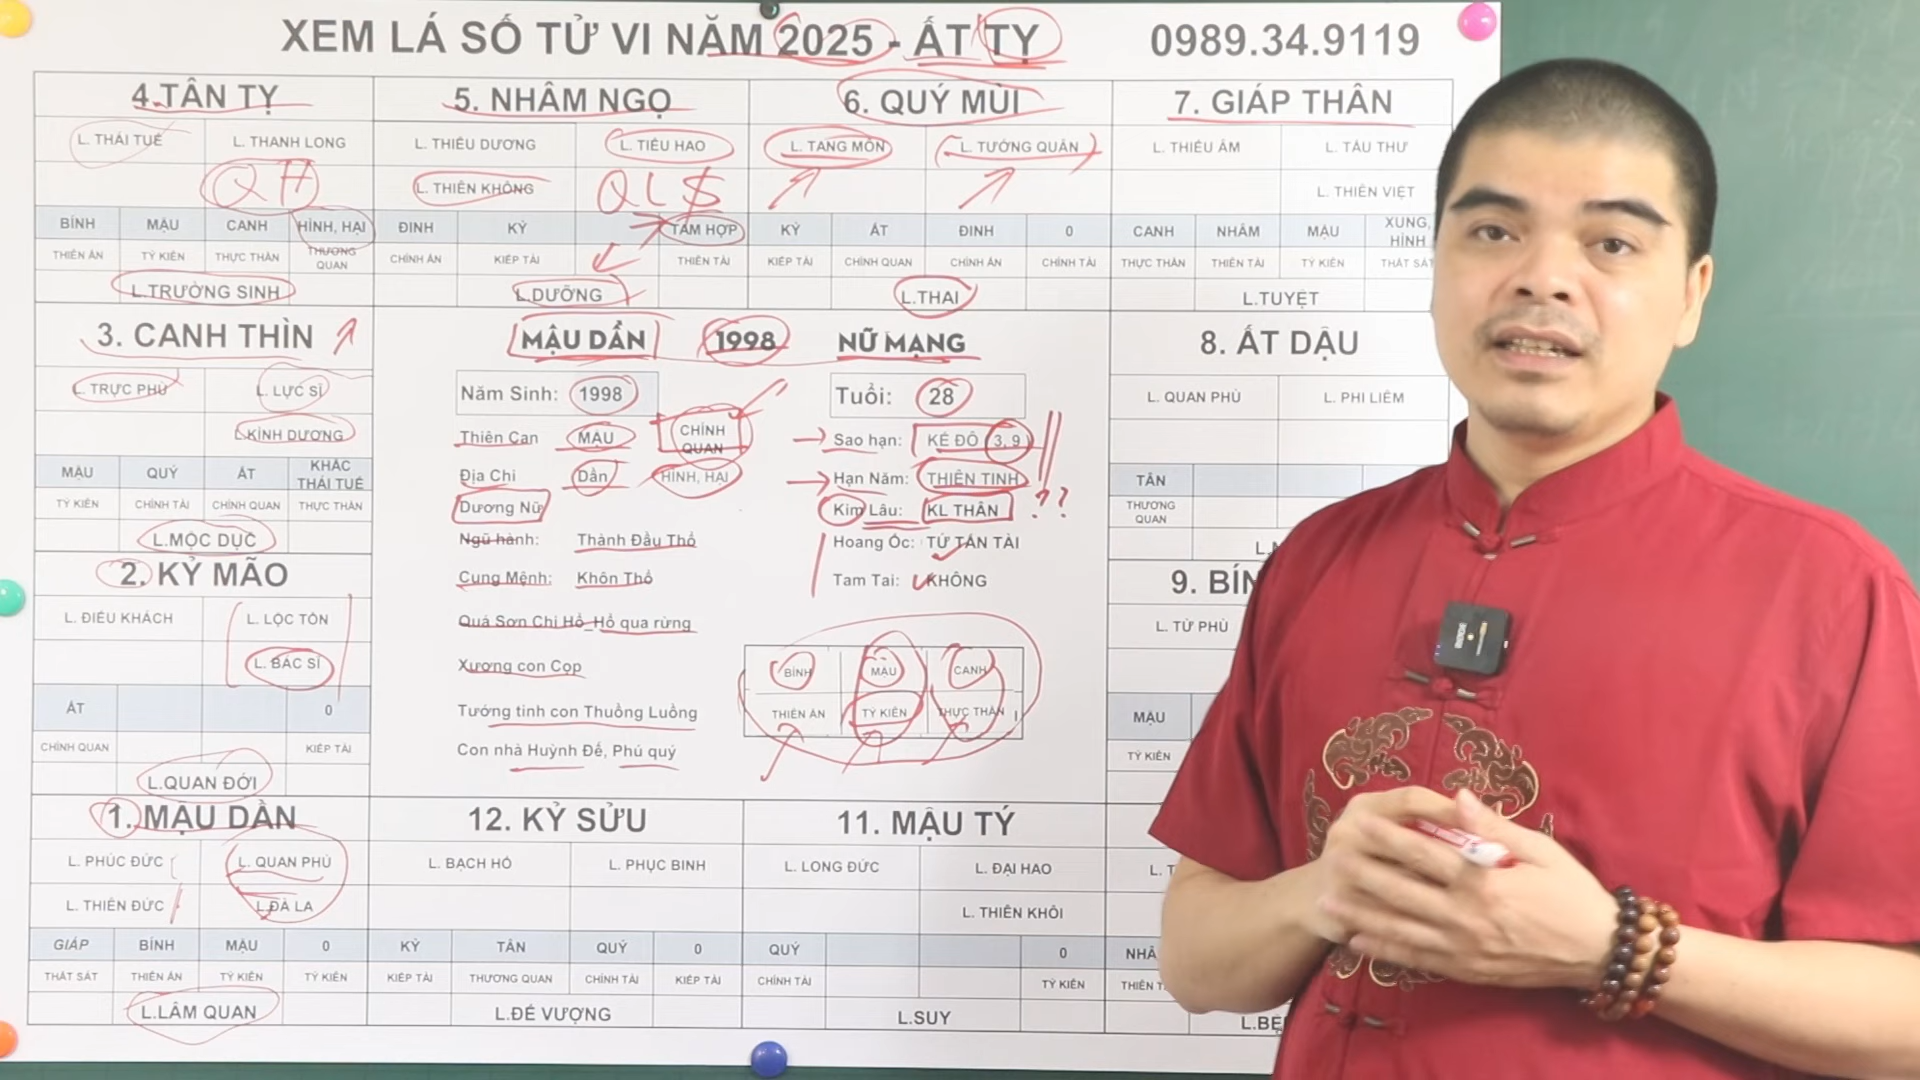 XEM LÁ SỐ TỬ VI NĂM 2025 - ẤT TỴ 0989.34.9119
4.TÂN TỴ
L. THÁI TUẾ L. THANH LONG
QH
BÍNH MẬU CANH HÌNH, HẠI
THIÊN ẤN TỶ KIÊN THỰC THẦN THƯƠNG QUAN
L.TRƯỜNG SINH
5. NHÂM NGỌ
L. THIẾU DƯƠNG L. TIỂU HAO
L. THIÊN KHÔNG QL$
ĐINH KỶ TAM HỢP
CHÍNH ẤN KIẾP TÀI THIÊN TÀI
L.DƯỠNG
6. QUÝ MÙI
L. TANG MÔN L. TƯỚNG QUÂN
KỶ ẤT ĐINH 0
KIẾP TÀI CHÍNH QUAN CHÍNH ẤN CHÍNH TÀI
L.THAI
7. GIÁP THÂN
L. THIẾU ÂM L. TẤU THƯ
L. THIÊN VIỆT
CANH NHÂM MẬU XUNG, HÌNH
THỰC THẦN THIÊN TÀI TỶ KIÊN THẤT SÁT
L.TUYỆT
3. CANH THÌN
L. TRỰC PHÙ L. LỰC SĨ
L.KÌNH DƯƠNG
MẬU QUÝ ẤT KHẮC THÁI TUẾ
TỶ KIÊN CHÍNH TÀI CHÍNH QUAN THỰC THẦN
L.MỘC DỤC
MẬU DẦN 1998 NỮ MẠNG
Năm Sinh: 1998 Tuổi: 28
Thiên Can MẬU CHÍNH QUAN Sao hạn: KẾ ĐÔ 3, 9
Địa Chi Dần HÌNH, HẠI Hạn Năm: THIÊN TINH
Dương Nữ Kim Lâu: KL THÂN ??
Ngũ hành: Thành Đầu Thổ Hoang Ốc: TỨ TẤN TÀI
Cung Mệnh: Khôn Thổ Tam Tai: KHÔNG
Quá Sơn Chi Hổ_Hổ qua rừng
Xương con Cọp
Tướng tinh con Thuồng Luồng
Con nhà Huỳnh Đế, Phú quý
BÍNH MẬU CANH
THIÊN ẤN TỶ KIÊN THỰC THẦN
8. ẤT DẬU
L. QUAN PHÙ L. PHI LIÊM
TÂN
THƯƠNG QUAN
2. KỶ MÃO
L. ĐIẾU KHÁCH L. LỘC TỒN
L. BÁC SĨ
ẤT 0
CHÍNH QUAN KIẾP TÀI
L.QUAN ĐỚI
9. BÍN
L. TỬ PHÙ
MẬU
TỶ KIÊN
1. MẬU DẦN
L. PHÚC ĐỨC L. QUAN PHỦ
L. THIÊN ĐỨC L.ĐÀ LA
GIÁP BÍNH MẬU 0
THẤT SÁT THIÊN ẤN TỶ KIÊN TỶ KIÊN
L.LÂM QUAN
12. KỶ SỬU
L. BẠCH HỔ L. PHỤC BINH
KỶ TÂN QUÝ 0
KIẾP TÀI THƯƠNG QUAN CHÍNH TÀI KIẾP TÀI
L.ĐẾ VƯỢNG
11. MẬU TÝ
L. LONG ĐỨC L. ĐẠI HAO
L. THIÊN KHÔI
QUÝ 0
CHÍNH TÀI TỶ KIÊN
L.SUY
L. T
NHÂ
THIÊN T
L.BỆ